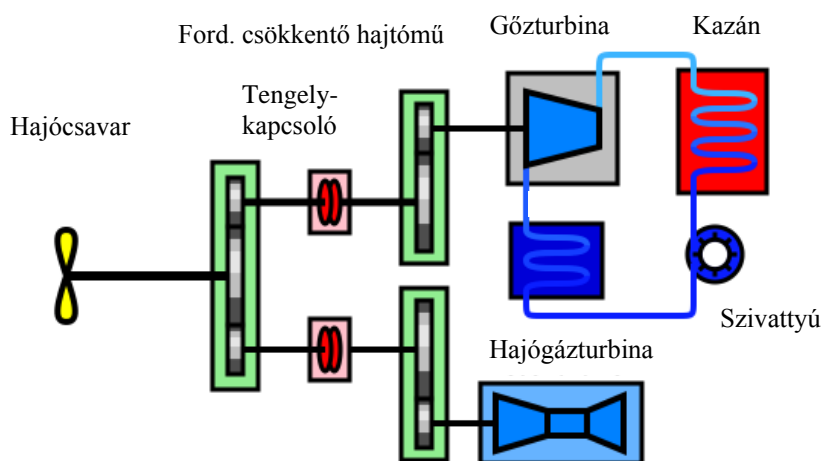 Ford. csökkentő hajtómű
Gőzturbina
Kazán
Tengely-
kapcsoló
Hajócsavar
Szivattyú
Hajógázturbina